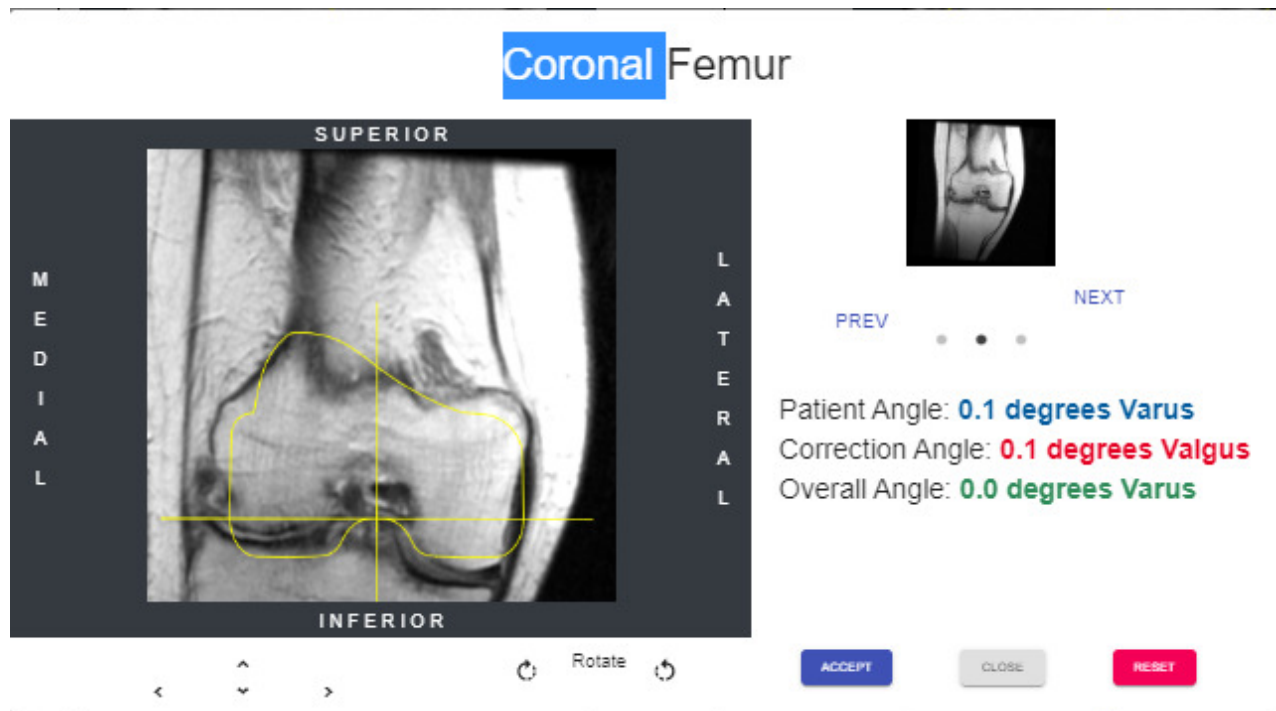 Coronal Femur
SUPERIOR
MEDIAL
LATERAL
INFERIOR
PREV
NEXT
Patient Angle: 0.1 degrees Varus
Correction Angle: 0.1 degrees Valgus
Overall Angle: 0.0 degrees Varus
Rotate
ACCEPT
CLOSE
RESET